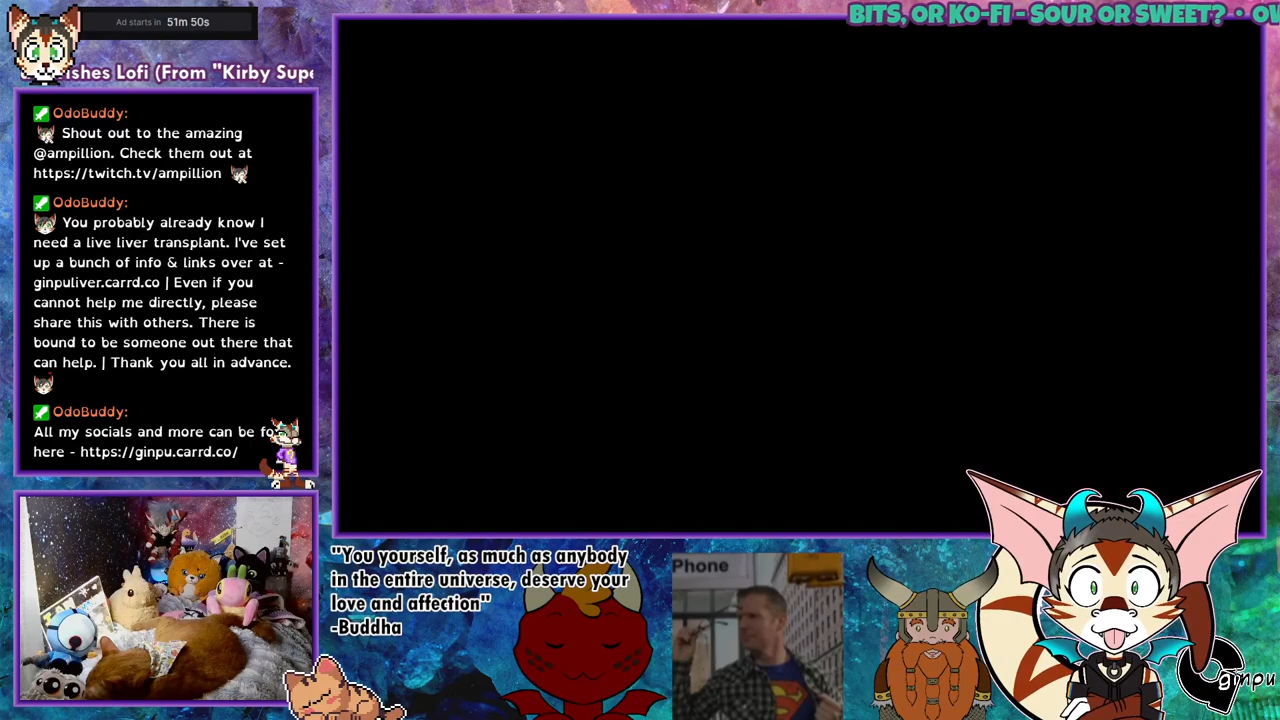 Ad starts in 51m 50s
BITS, OR KO-FI - SOUR OR SWEET? •
ishes Lofi (From "Kirby Supe
OdoBuddy:
Shout out to the amazing
@ampillion. Check them out at
https://twitch.tv/ampillion
OdoBuddy:
You probably already know I
need a live liver transplant. I've set
up a bunch of info & links over at -
ginpuliver.carrd.co | Even if you
cannot help me directly, please
share this with others. There is
bound to be someone out there that
can help. | Thank you all in advance.
OdoBuddy:
All my socials and more can be fo
here - https://ginpu.carrd.co/
"You yourself, as much as anybody
in the entire universe, deserve your
love and affection"
-Buddha
Phone
ginpu